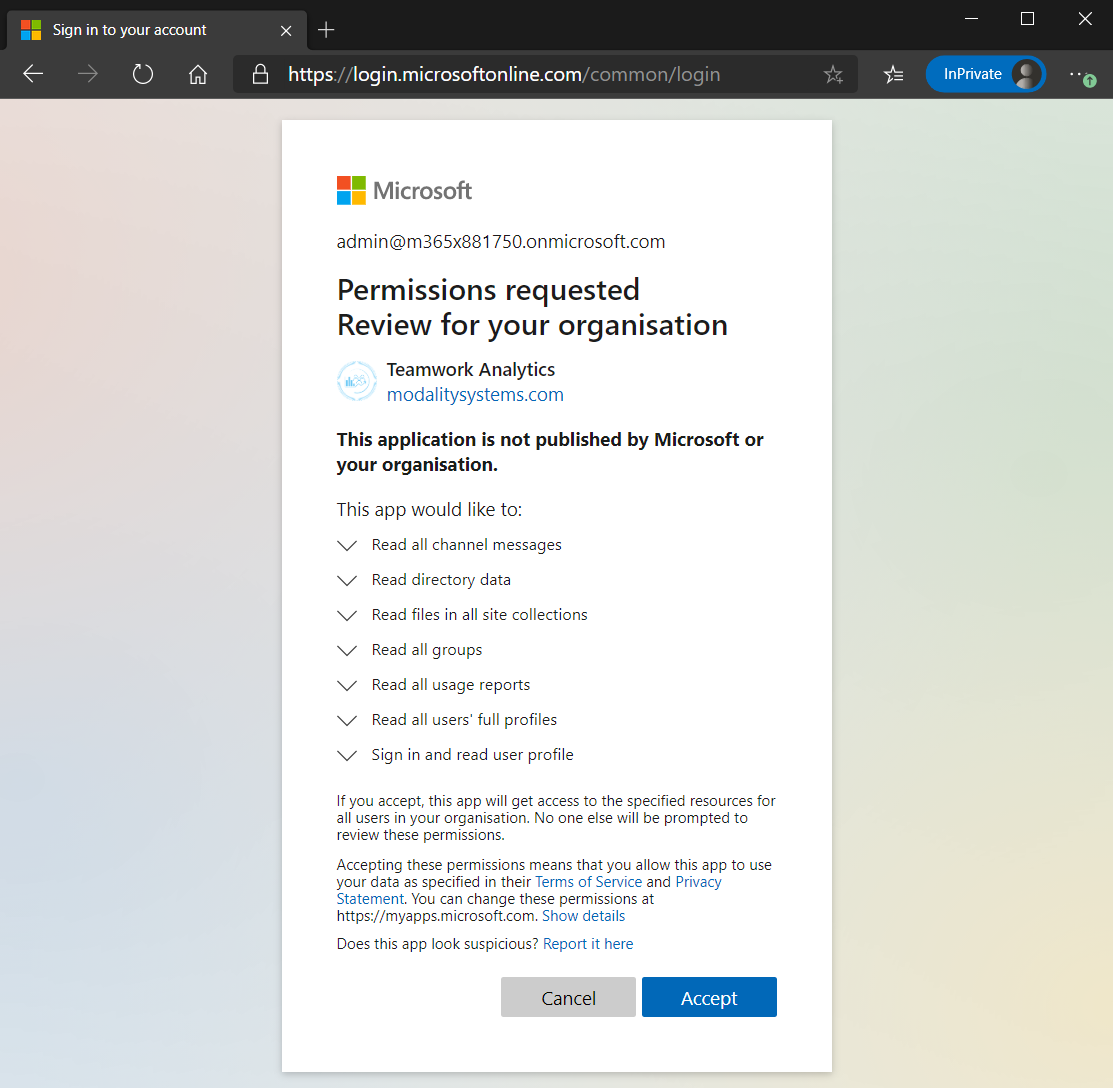 Sign in to your account
https://login.microsoftonline.com/common/login
InPrivate
Microsoft
admin@m365x881750.onmicrosoft.com
Permissions requested
Review for your organisation
Teamwork Analytics
modalitysystems.com
This application is not published by Microsoft or
your organisation.
This app would like to:
Read all channel messages
Read directory data
Read files in all site collections
Read all groups
Read all usage reports
Read all users' full profiles
Sign in and read user profile
If you accept, this app will get access to the specified resources for
all users in your organisation. No one else will be prompted to
review these permissions.
Accepting these permissions means that you allow this app to use
your data as specified in their Terms of Service and Privacy
Statement. You can change these permissions at
https://myapps.microsoft.com. Show details
Does this app look suspicious? Report it here
Cancel
Accept